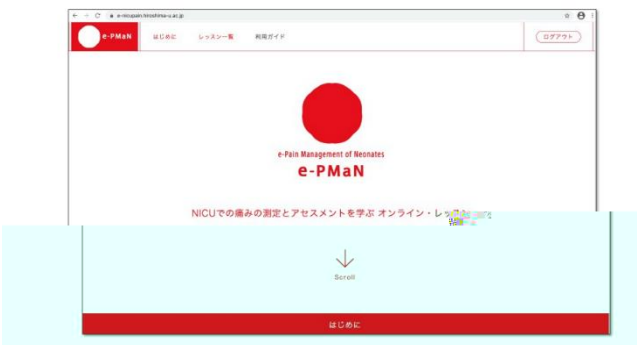 e-nicupain.hiroshima-u.ac.jp
e-PMaN はじめに レッスン一覧 利用ガイド ログアウト
e-Pain Management of Neonates
e-PMaN
NICUでの痛みの測定とアセスメントを学ぶ オンライン・レッスン
Scroll
はじめに